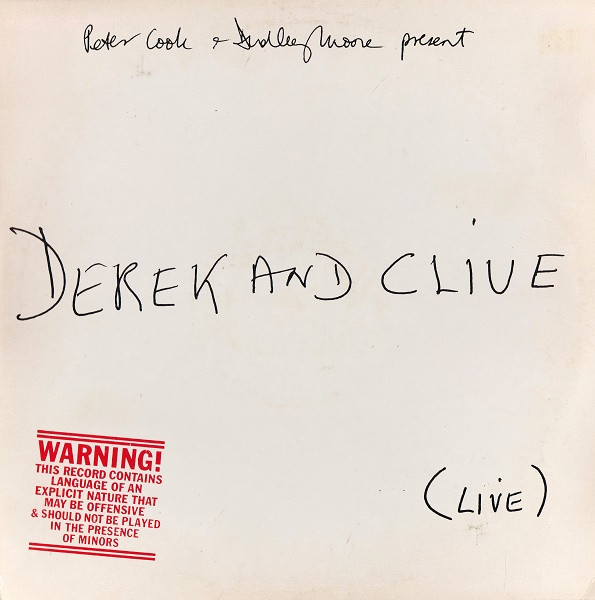 Peter Cook & Dudley Moore present
DEREK AND CLIVE
(LIVE)
WARNING!
THIS RECORD CONTAINS
LANGUAGE OF AN
EXPLICIT NATURE THAT
MAY BE OFFENSIVE
& SHOULD NOT BE PLAYED
IN THE PRESENCE
OF MINORS